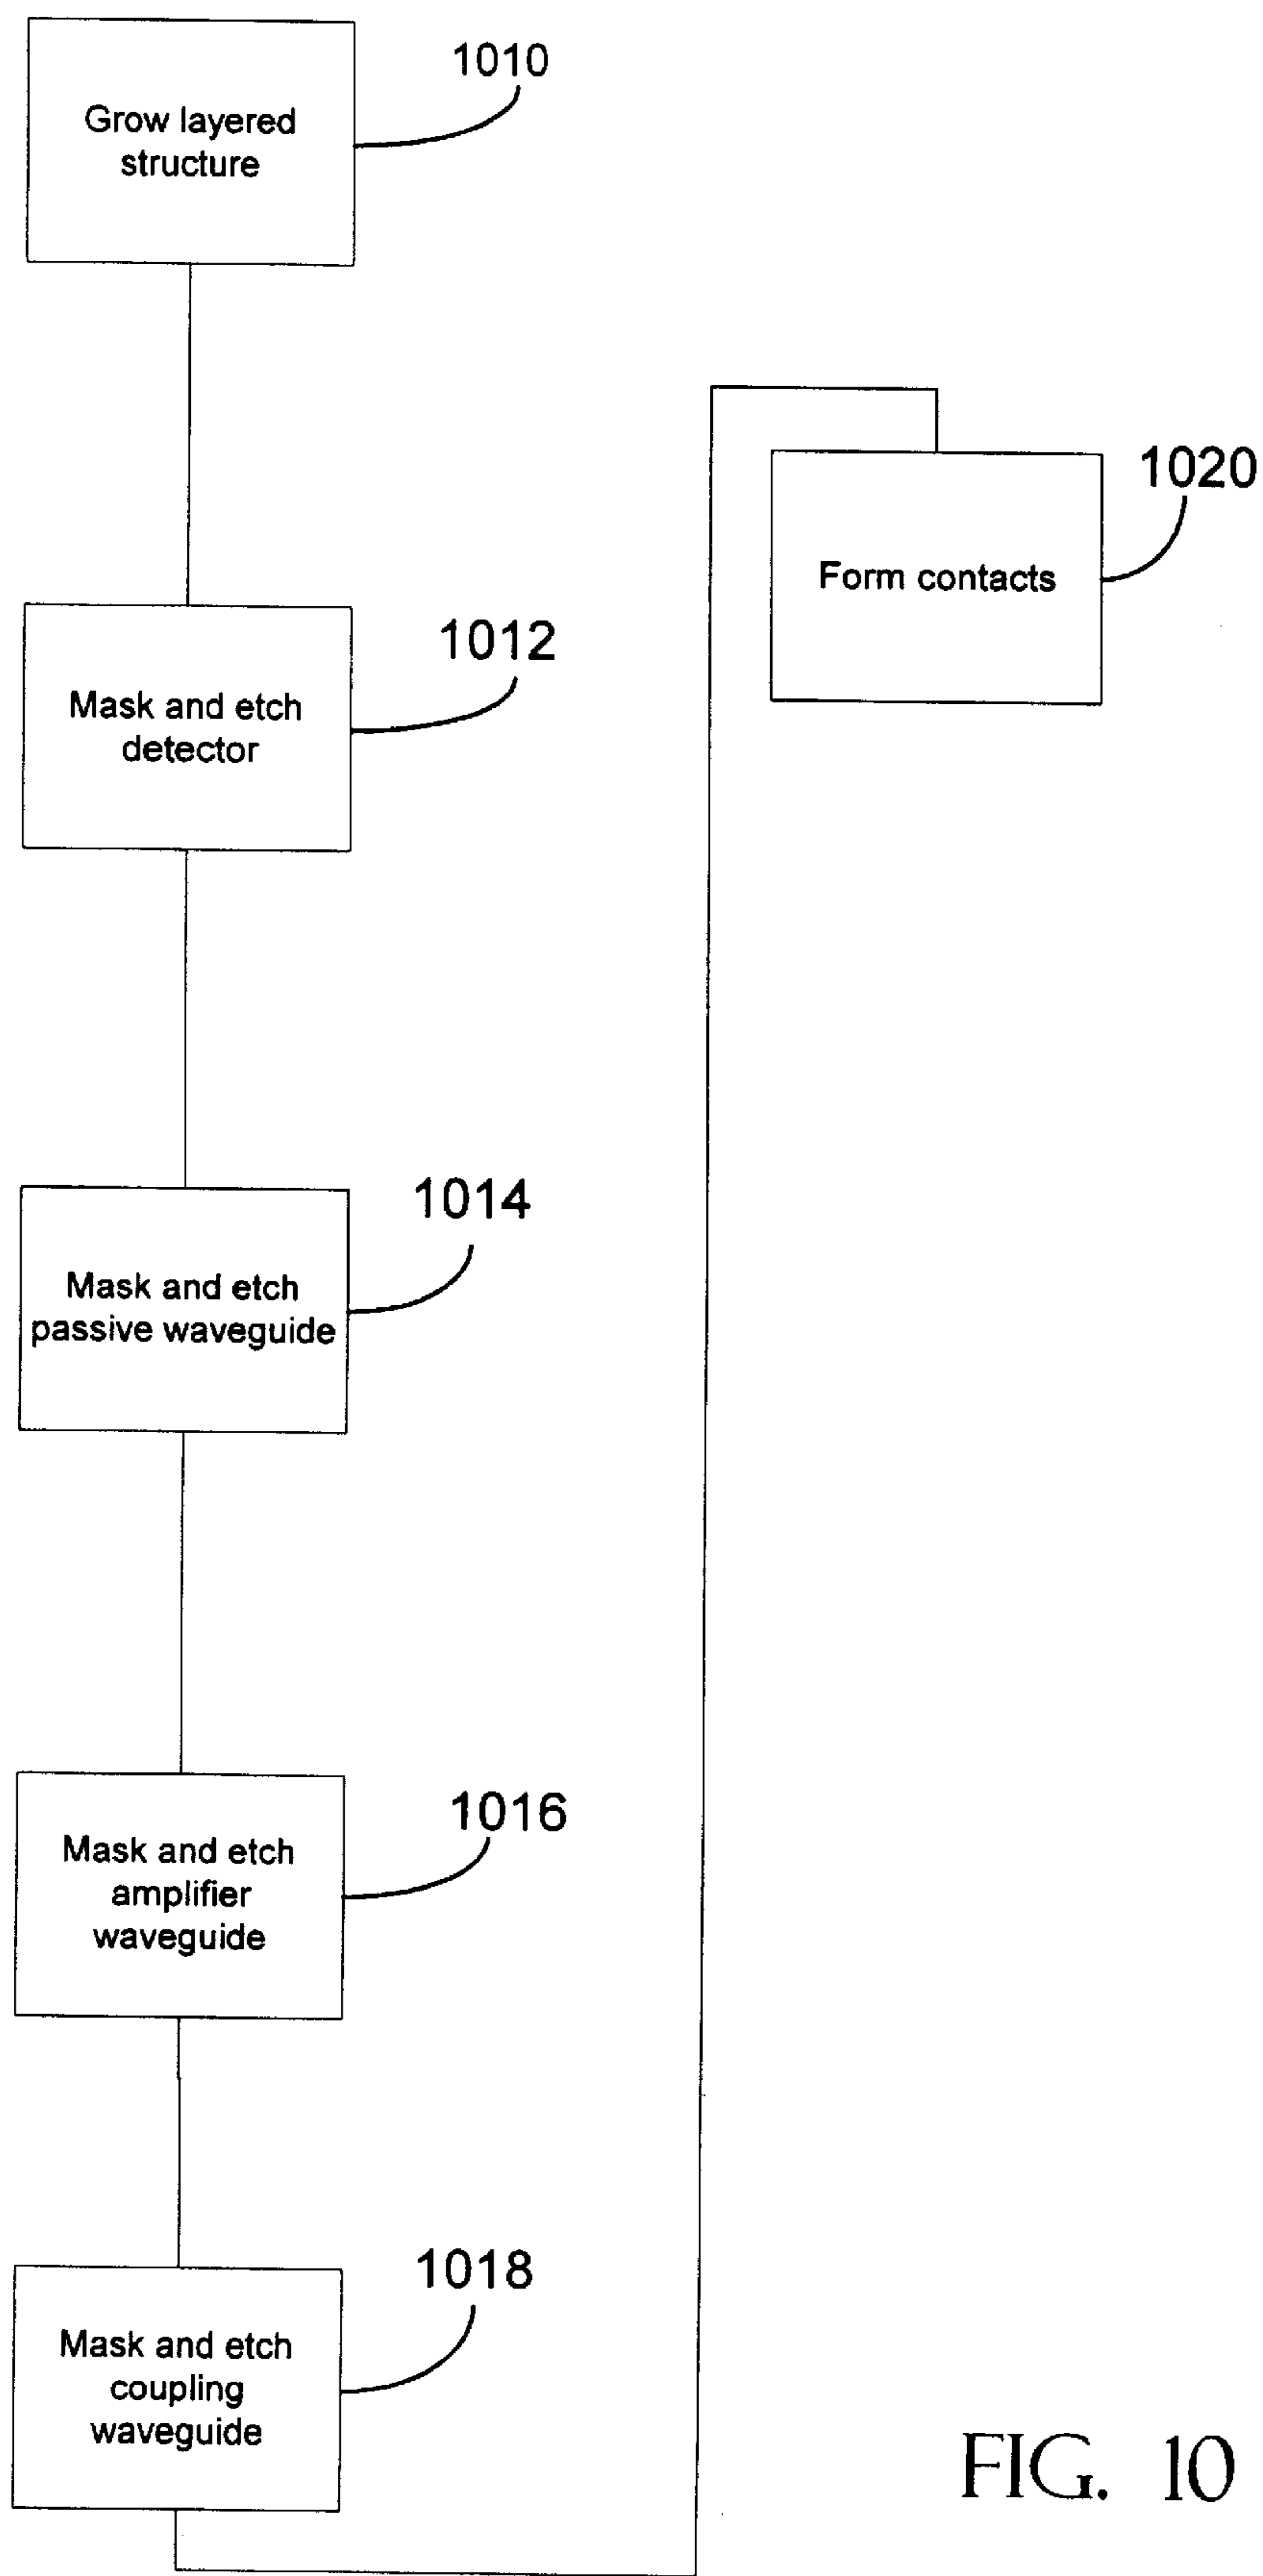 1010
Grow layered
structure
1012
Mask and etch
detector
1014
Mask and etch
passive waveguide
1016
Mask and etch
amplifier
waveguide
1018
Mask and etch
coupling
waveguide
1020
Form contacts
FIG. 10